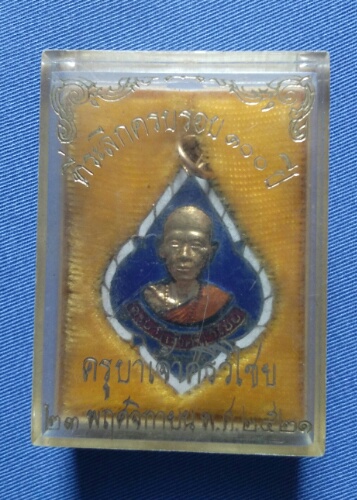 ที่ระลึกครบรอบ ๑๐๐ ปี
ครูบาเจ้าศรีวิไชย
๒๓ พฤศจิกายน พ.ศ.๒๕๒๑